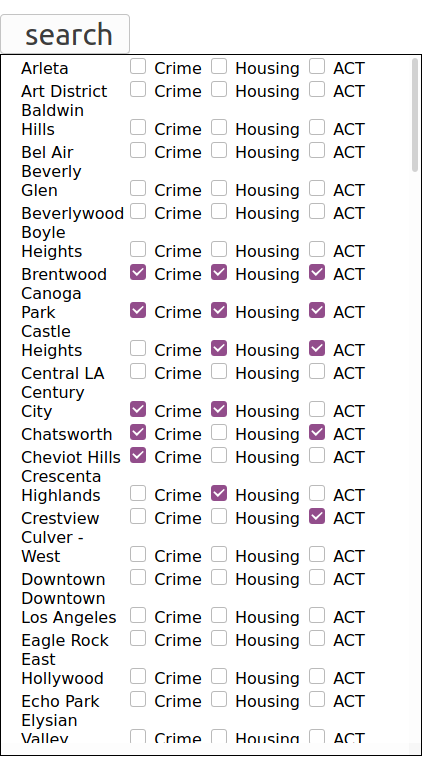 search
Arleta Crime Housing ACT
Art District Crime Housing ACT
Baldwin
Hills Crime Housing ACT
Bel Air Crime Housing ACT
Beverly
Glen Crime Housing ACT
Beverlywood Crime Housing ACT
Boyle
Heights Crime Housing ACT
Brentwood Crime Housing ACT
Canoga
Park Crime Housing ACT
Castle
Heights Crime Housing ACT
Central LA Crime Housing ACT
Century
City Crime Housing ACT
Chatsworth Crime Housing ACT
Cheviot Hills Crime Housing ACT
Crescenta
Highlands Crime Housing ACT
Crestview Crime Housing ACT
Culver -
West Crime Housing ACT
Downtown Crime Housing ACT
Downtown
Los Angeles Crime Housing ACT
Eagle Rock Crime Housing ACT
East
Hollywood Crime Housing ACT
Echo Park Crime Housing ACT
Elysian
Valley Crime Housing ACT